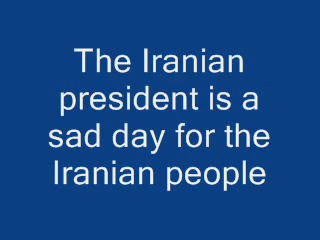 The Iranian
president is a
sad day for the
Iranian people